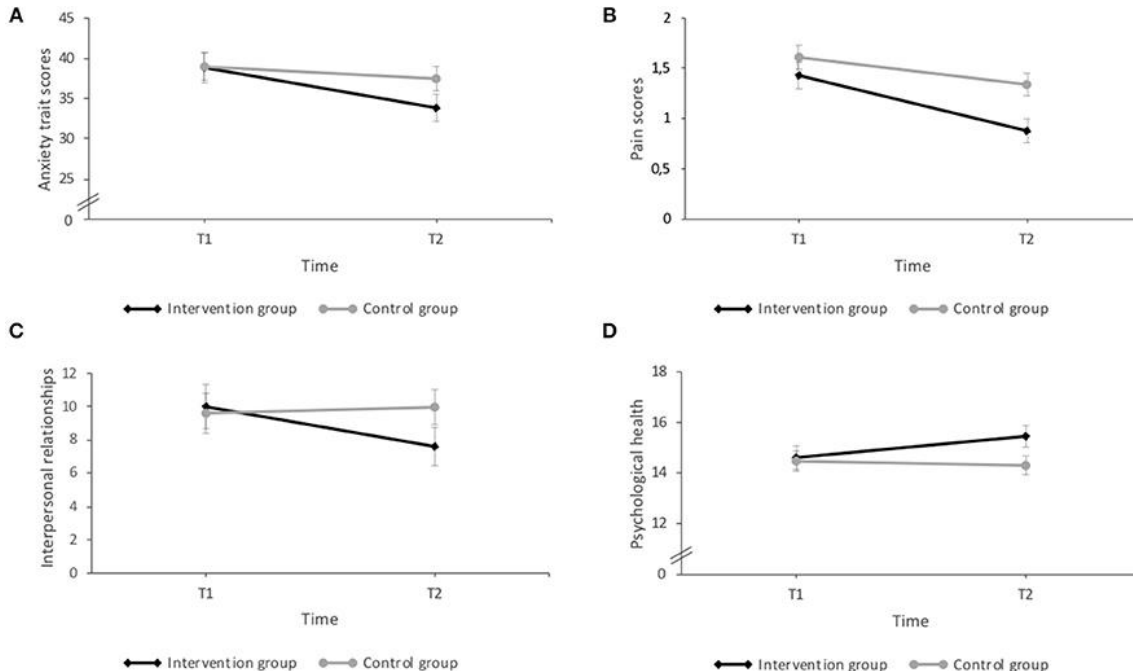 A
45
40
35
30
25
0
Anxiety trait scores
T1 T2
Time
Intervention group Control group
B
2
1,5
1
0,5
0
Pain scores
T1 T2
Time
Intervention group Control group
C
12
10
8
6
4
2
0
Interpersonal relationships
T1 T2
Time
Intervention group Control group
D
18
16
14
12
0
Psychological health
T1 T2
Time
Intervention group Control group